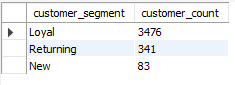 customer_segment customer_count
Loyal 3476
Returning 341
New 83